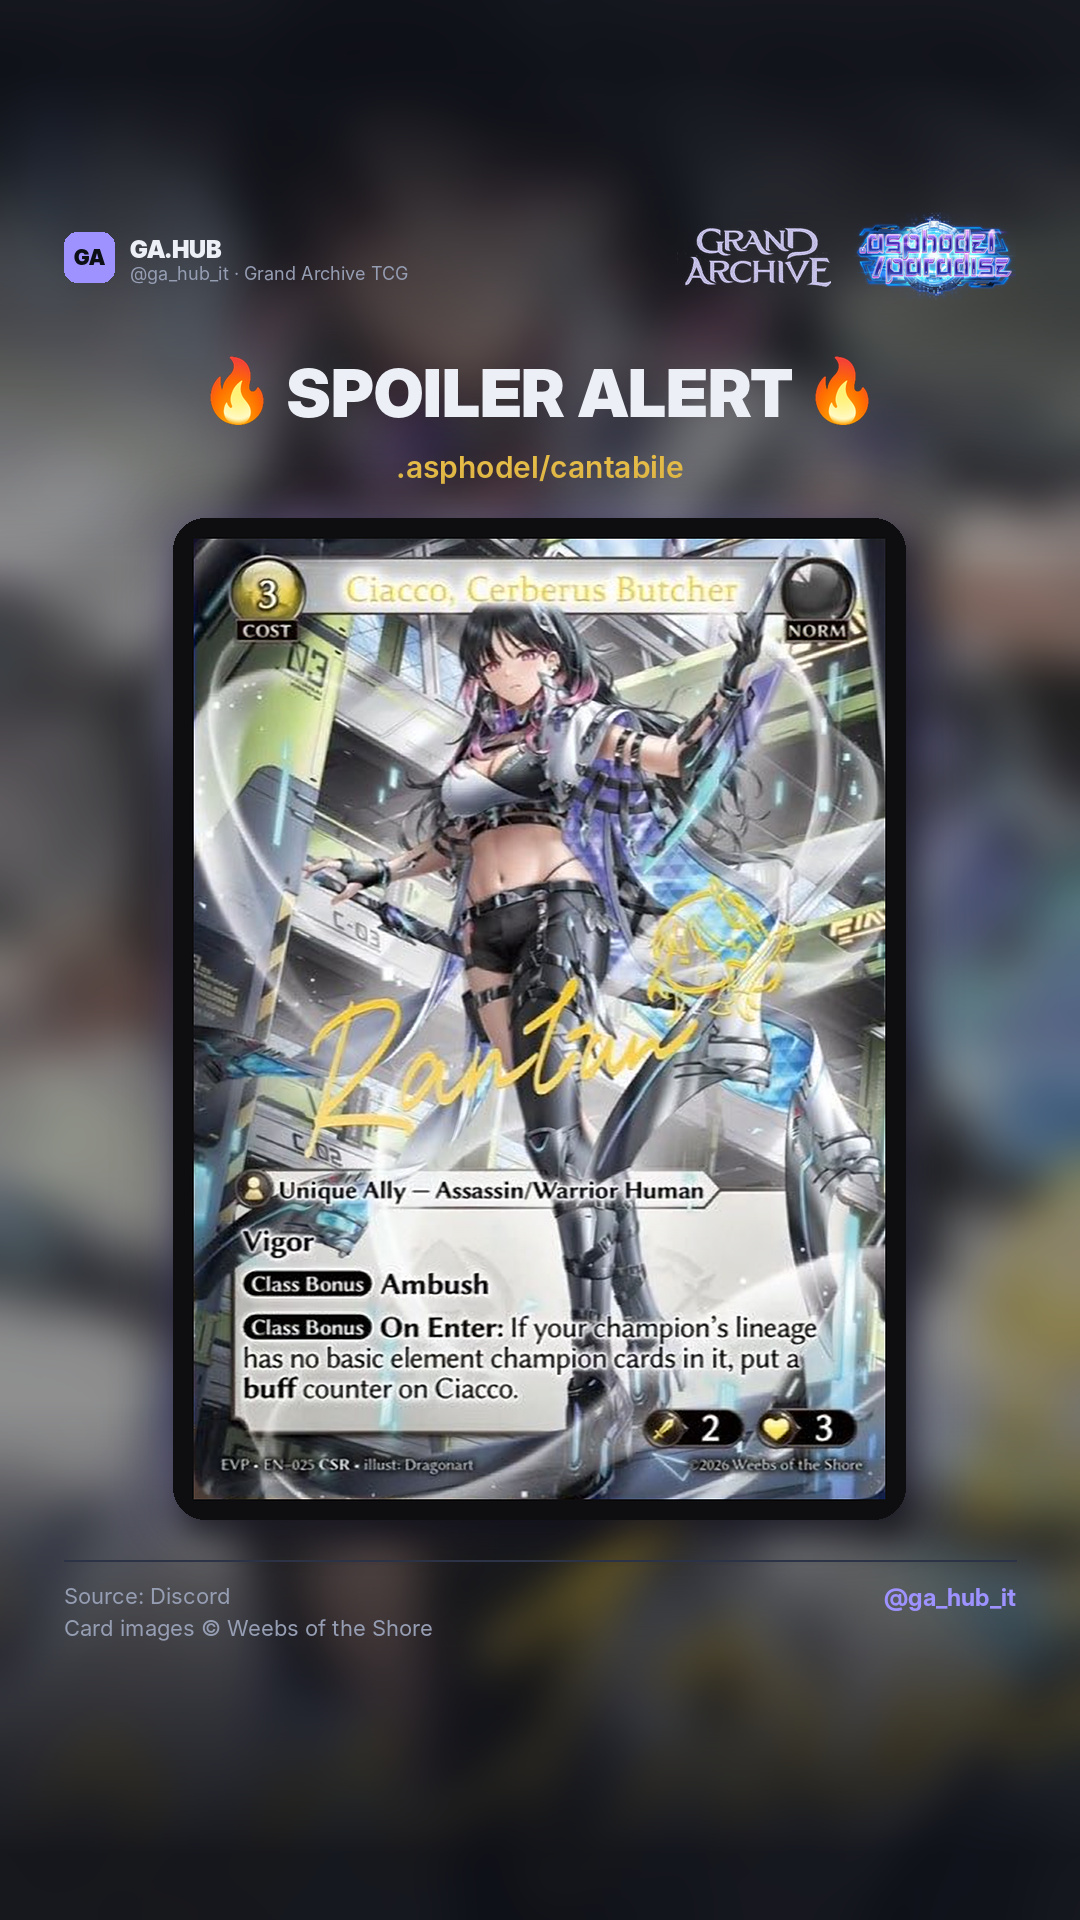 GA
GA.HUB
@ga_hub_it · Grand Archive TCG
GRAND
ARCHIVE
.asphodel
/paradise
🔥 SPOILER ALERT 🔥
.asphodel/cantabile
3
COST
Ciacco, Cerberus Butcher
NORM
03
C-03
Rantan
C-02
Unique Ally — Assassin/Warrior Human
Vigor
Class Bonus Ambush
Class Bonus On Enter: If your champion's lineage
has no basic element champion cards in it, put a
buff counter on Ciacco.
2
3
EVP • EN-025 CSR • illust: Dragonart
©2026 Weebs of the Shore
Source: Discord
@ga_hub_it
Card images © Weebs of the Shore